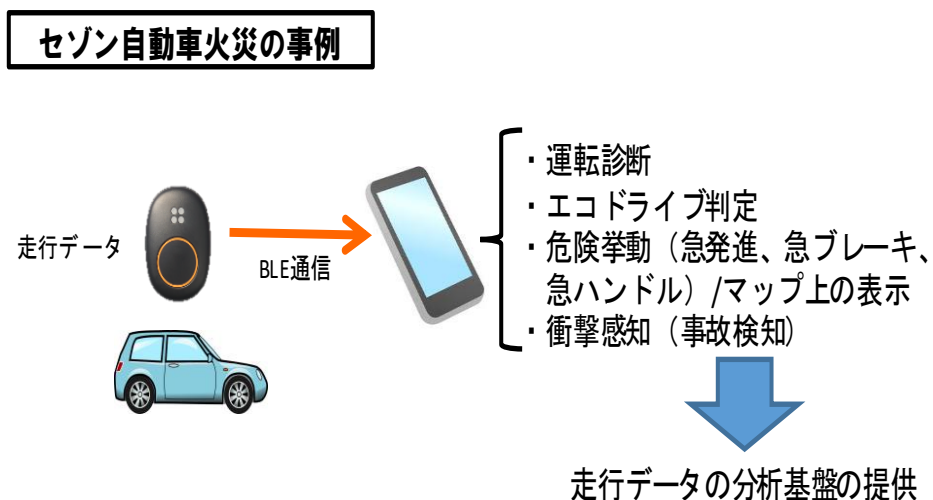 セゾン自動車火災の事例
走行データ
BLE通信
・運転診断
・エコドライブ判定
・危険挙動（急発進、急ブレーキ、
急ハンドル）/マップ上の表示
・衝撃感知（事故検知）
走行データの分析基盤の提供